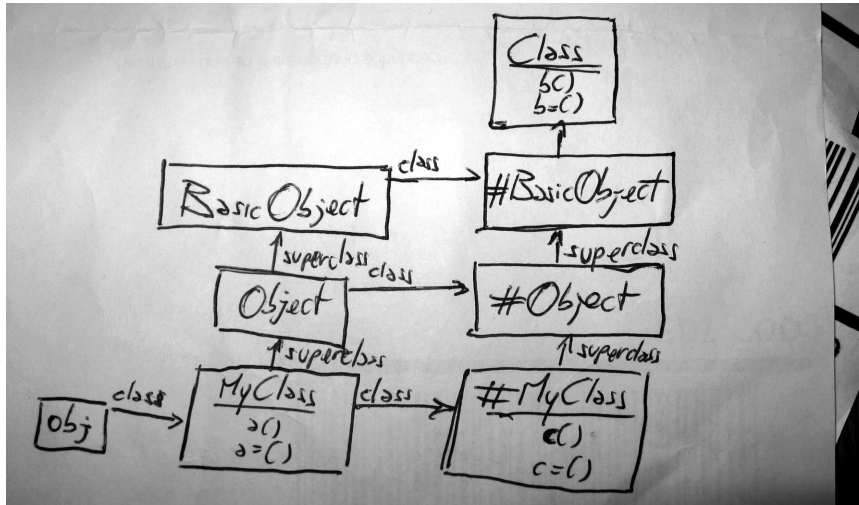 Class
b()
b=()
BasicObject
class
#BasicObject
superclass
superclass
Object
class
#Object
superclass
superclass
obj
class
MyClass
a()
a=()
class
#MyClass
c()
c=()